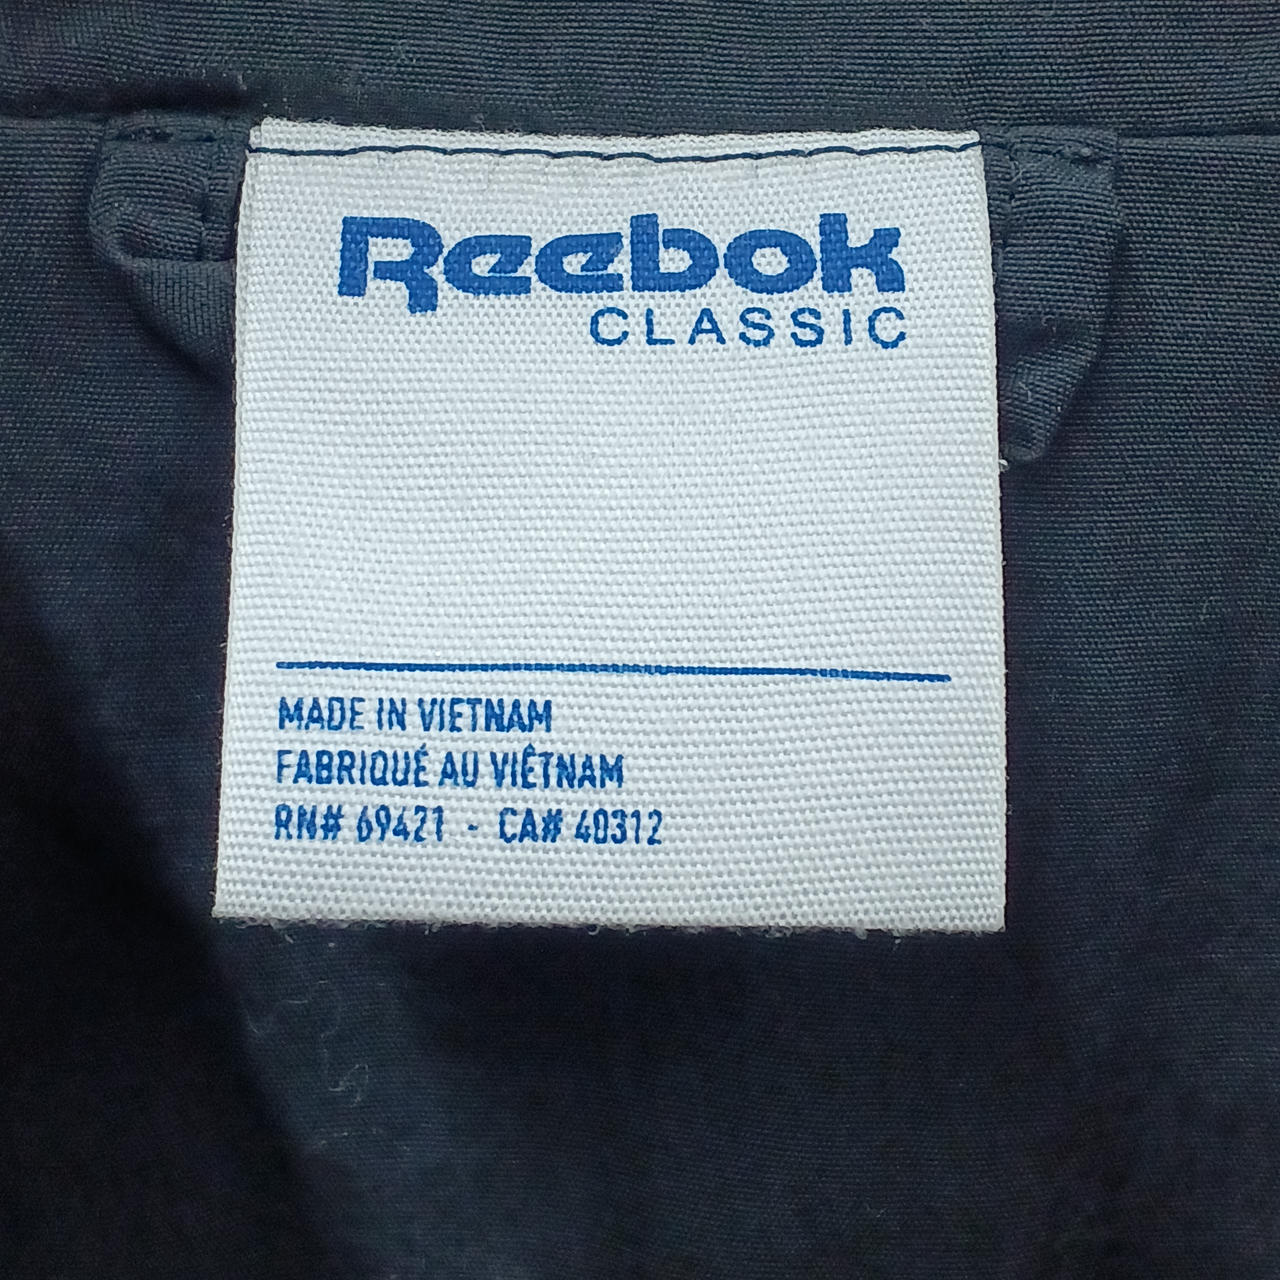 Reebok
CLASSIC
MADE IN VIETNAM
FABRIQUÉ AU VIÊTNAM
RN# 69421 - CA# 40312